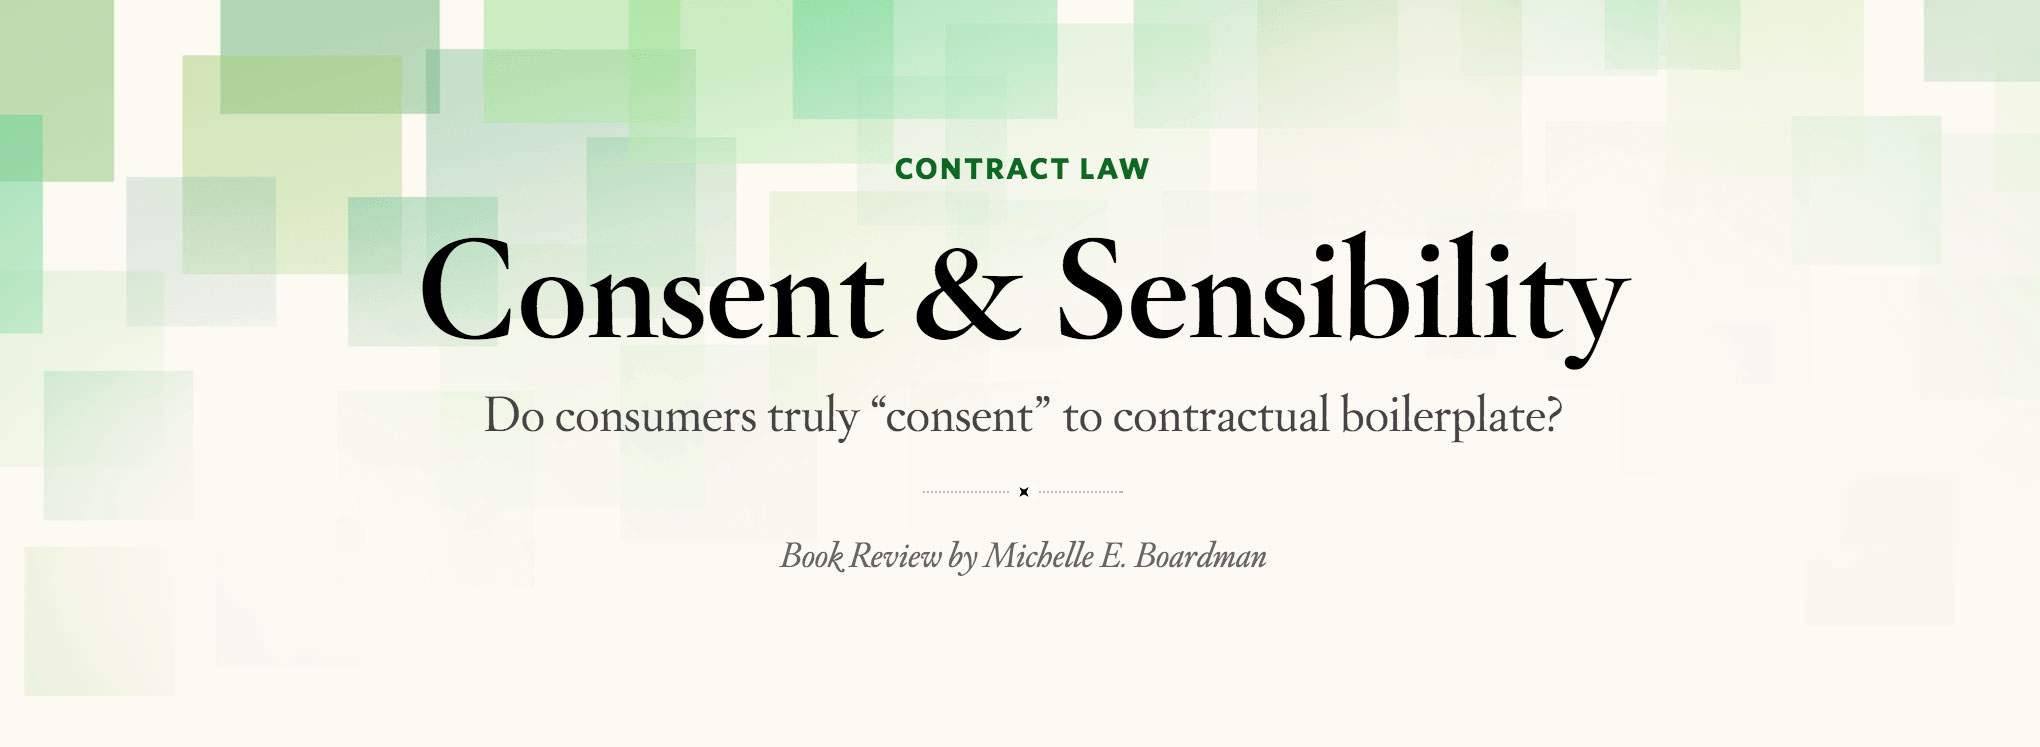 CONTRACT LAW
Consent & Sensibility
Do consumers truly “consent” to contractual boilerplate?
Book Review by Michelle E. Boardman